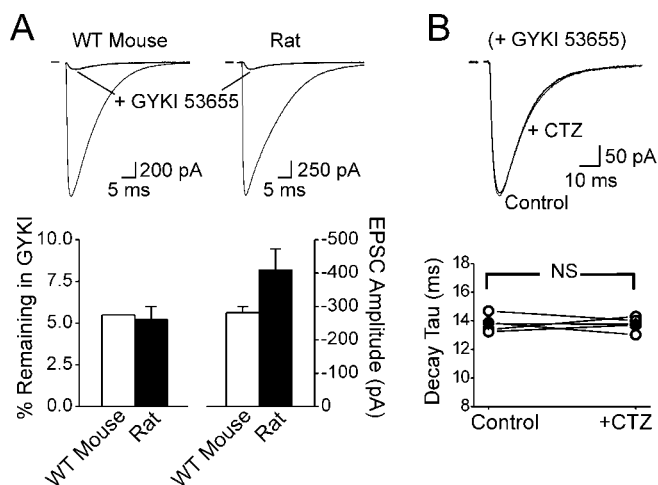 A
WT Mouse
Rat
+ GYKI 53655
200 pA
5 ms
250 pA
5 ms
% Remaining in GYKI
10.0
7.5
5.0
2.5
0.0
WT Mouse
Rat
-500
-400
-300
-200
-100
0
EPSC Amplitude (pA)
WT Mouse
Rat
B
(+ GYKI 53655)
+ CTZ
50 pA
10 ms
Control
Decay Tau (ms)
18
16
14
12
10
8
NS
Control
+CTZ